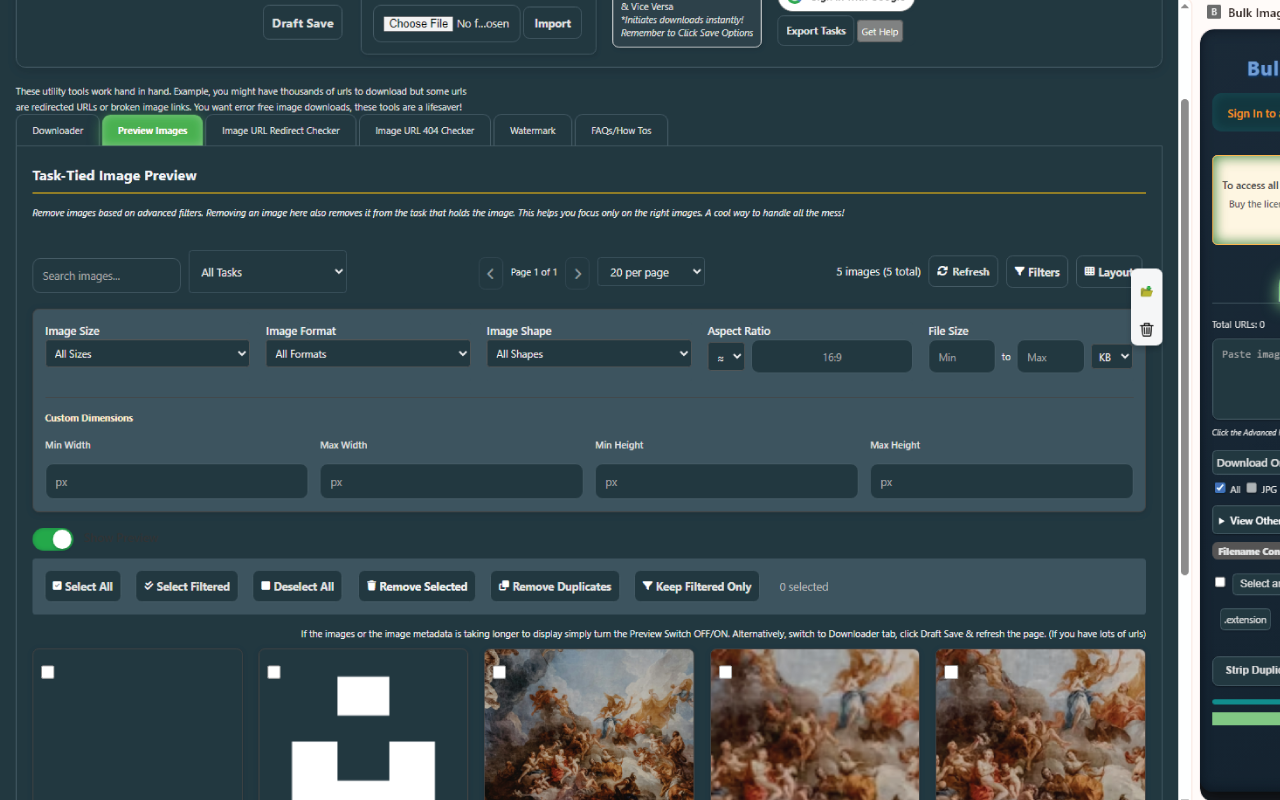 & Vice Versa
*Initiates downloads instantly!
Remember to Click Save Options
Draft Save
Choose File No f...osen
Import
Export Tasks
Get Help
These utility tools work hand in hand. Example, you might have thousands of urls to download but some urls
are redirected URLs or broken image links. You want error free image downloads, these tools are a lifesaver!
Downloader
Preview Images
Image URL Redirect Checker
Image URL 404 Checker
Watermark
FAQs/How Tos
Task-Tied Image Preview
Remove images based on advanced filters. Removing an image here also removes it from the task that holds the image. This helps you focus only on the right images. A cool way to handle all the mess!
Search images...
All Tasks
Page 1 of 1
20 per page
5 images (5 total)
Refresh
Filters
Layout
Image Size
Image Format
Image Shape
Aspect Ratio
File Size
All Sizes
All Formats
All Shapes
≈
16:9
Min
to
Max
KB
Custom Dimensions
Min Width
Max Width
Min Height
Max Height
px
px
px
px
Select All
Select Filtered
Deselect All
Remove Selected
Remove Duplicates
Keep Filtered Only
0 selected
If the images or the image metadata is taking longer to display simply turn the Preview Switch OFF/ON. Alternatively, switch to Downloader tab, click Draft Save & refresh the page. (If you have lots of urls)
B
Bulk Imag
Bul
Sign In to a
To access all
Buy the licen
Total URLs: 0
Paste imag
Click the Advanced
Download O
All
JPG
View Other
Filename Con
Select an
.extension
Strip Duplic